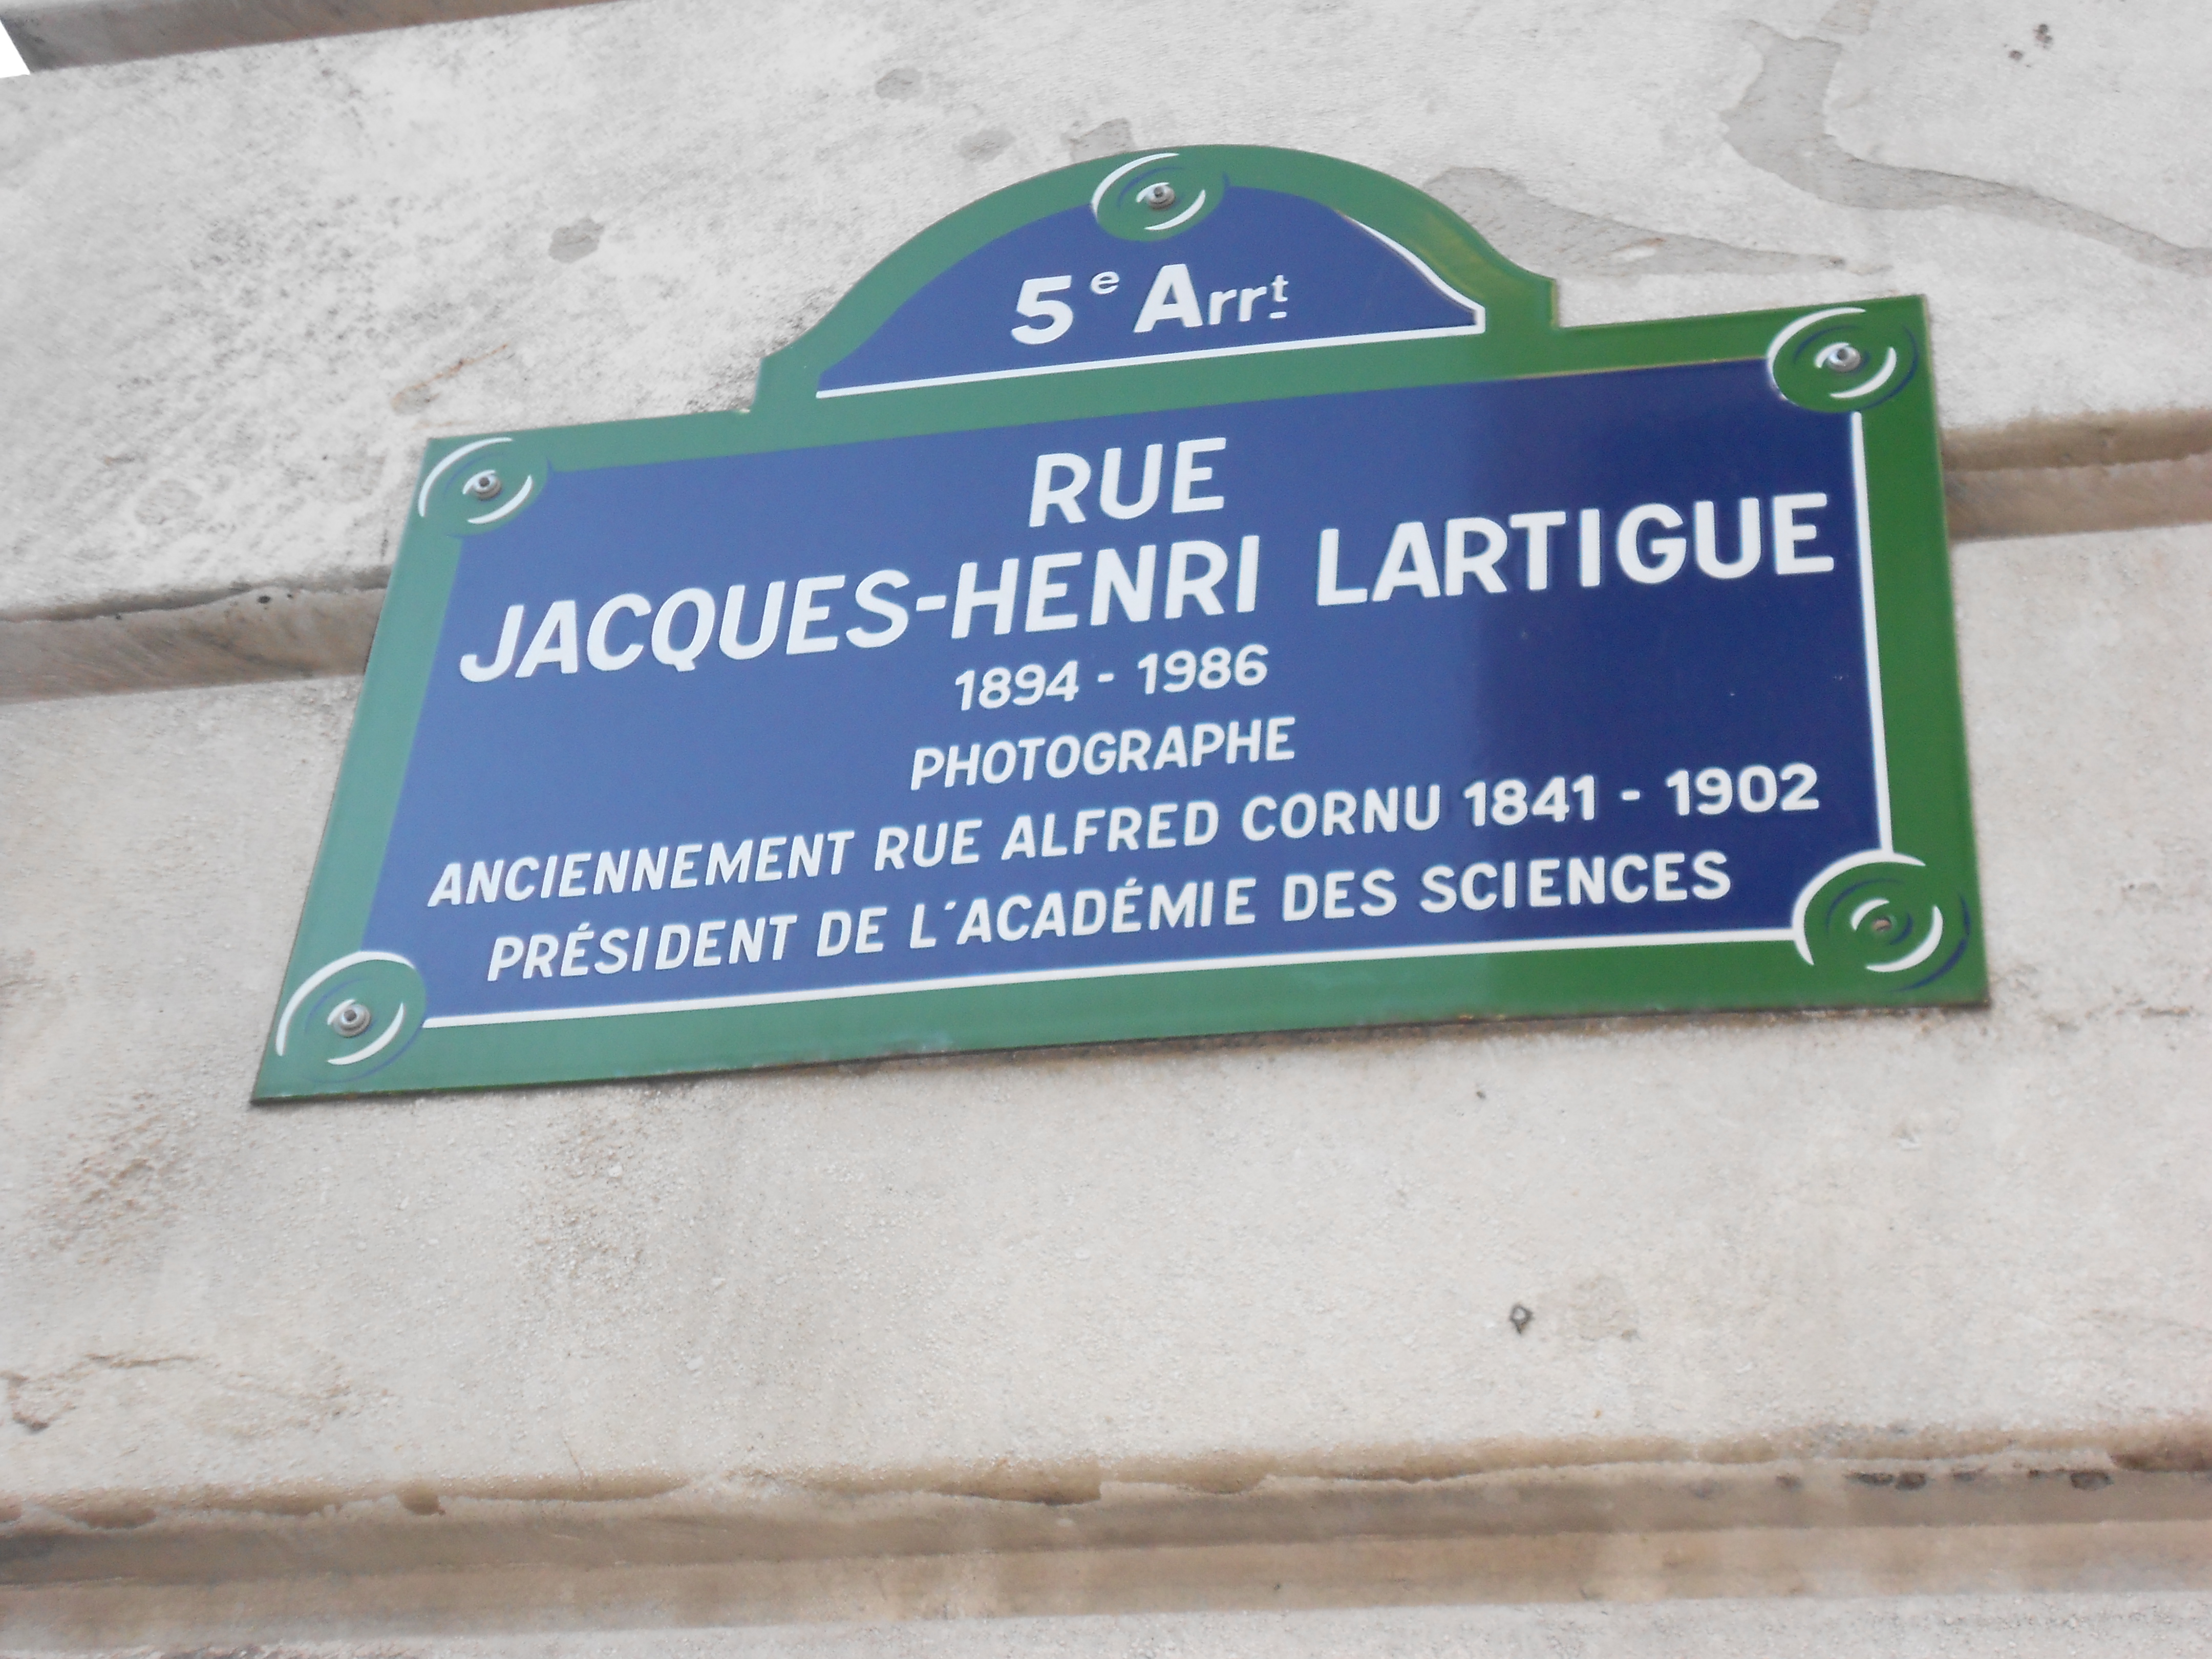 5e Arrt
RUE
JACQUES-HENRI LARTIGUE
1894 - 1986
PHOTOGRAPHE
ANCIENNEMENT RUE ALFRED CORNU 1841 - 1902
PRÉSIDENT DE L'ACADÉMIE DES SCIENCES